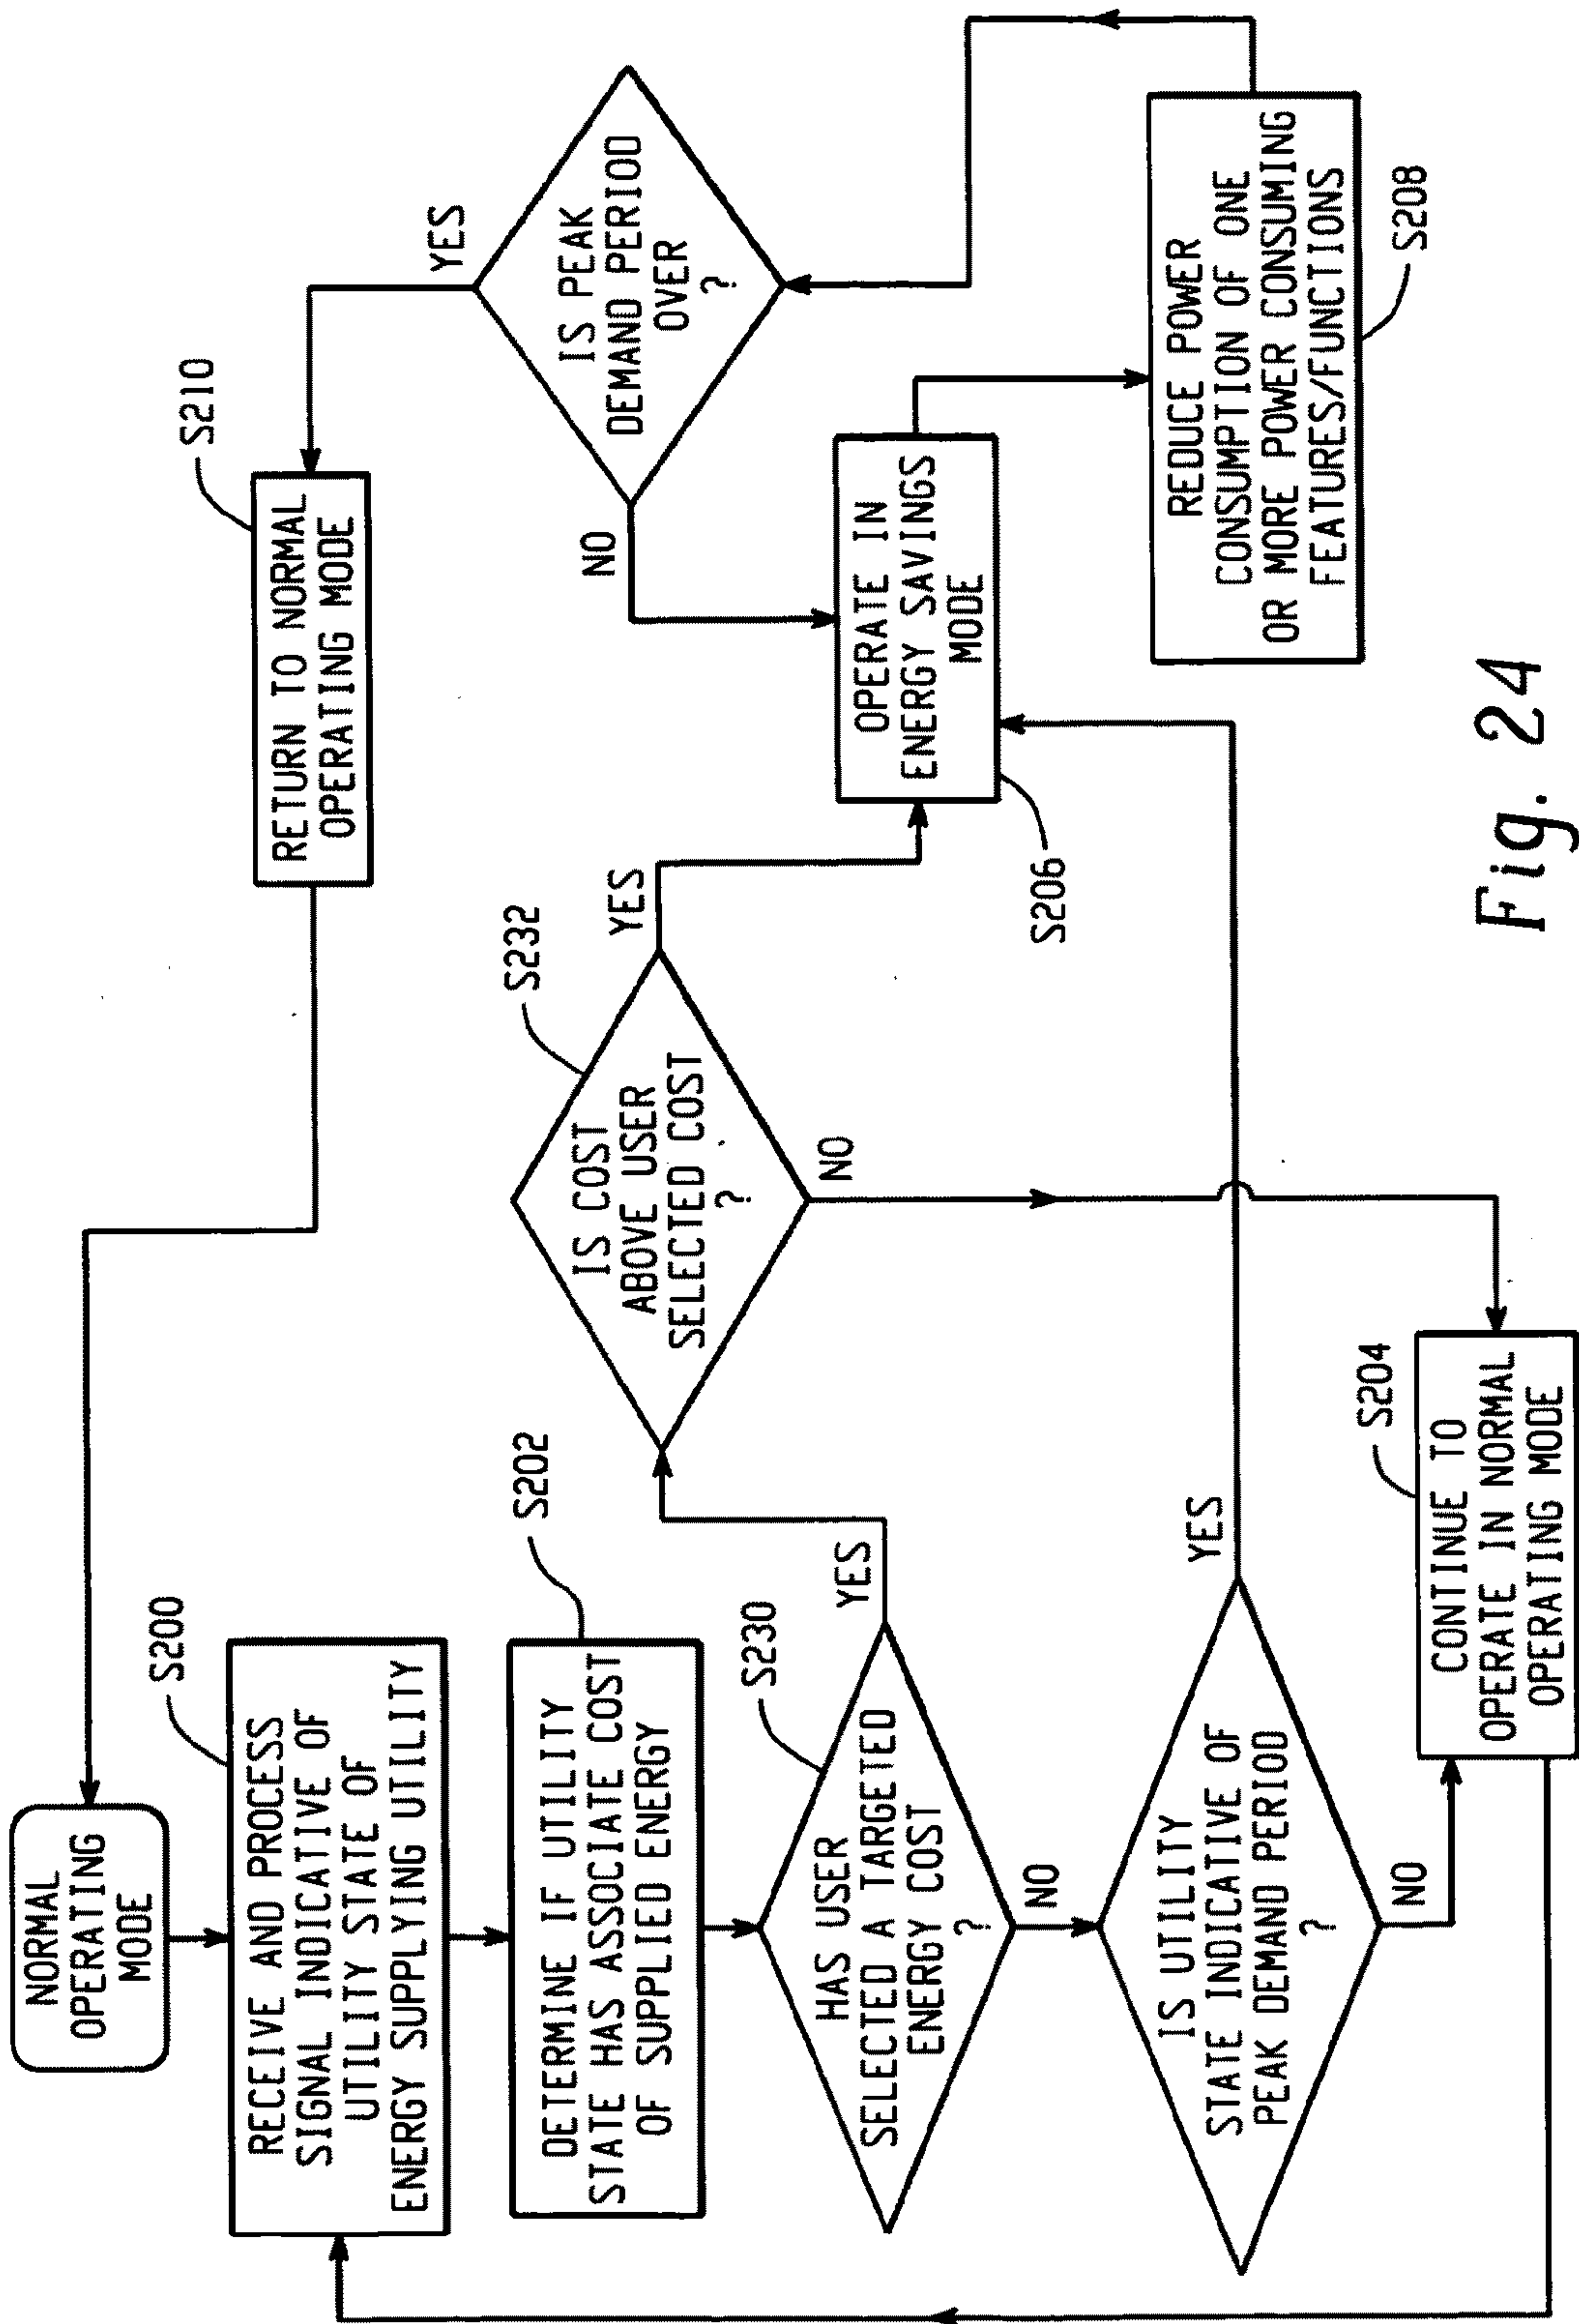 NORMAL
OPERATING
MODE
S200
RECEIVE AND PROCESS
SIGNAL INDICATIVE OF
UTILITY STATE OF
ENERGY SUPPLYING UTILITY
S202
DETERMINE IF UTILITY
STATE HAS ASSOCIATE COST
OF SUPPLIED ENERGY
S230
HAS USER
SELECTED A TARGETED
ENERGY COST
?
YES
NO
IS UTILITY
STATE INDICATIVE OF
PEAK DEMAND PERIOD
?
YES
NO
S204
CONTINUE TO
OPERATE IN NORMAL
OPERATING MODE
S232
IS COST
ABOVE USER
SELECTED COST
?
YES
NO
S206
OPERATE IN
ENERGY SAVINGS
MODE
S210
RETURN TO NORMAL
OPERATING MODE
YES
IS PEAK
DEMAND PERIOD
OVER
?
NO
REDUCE POWER
CONSUMPTION OF ONE
OR MORE POWER CONSUMING
FEATURES/FUNCTIONS
S208
Fig. 24